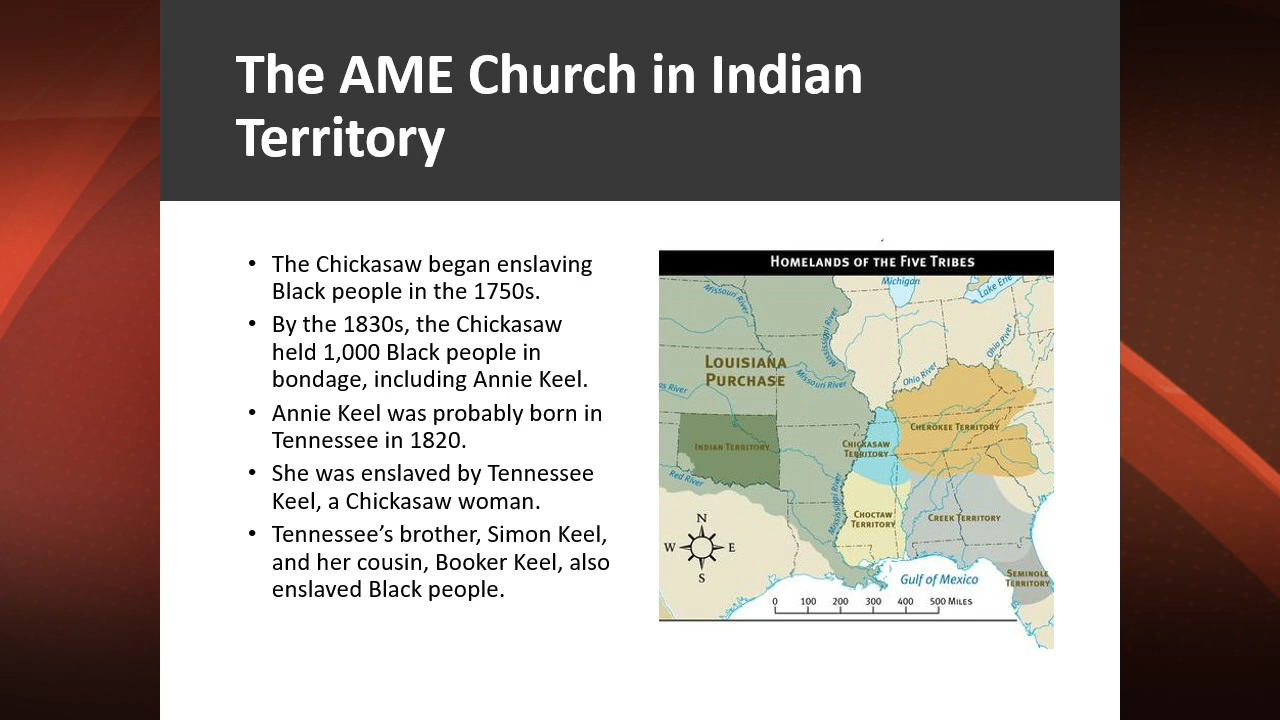 The AME Church in Indian
Territory
• The Chickasaw began enslaving
Black people in the 1750s.
• By the 1830s, the Chickasaw
held 1,000 Black people in
bondage, including Annie Keel.
• Annie Keel was probably born in
Tennessee in 1820.
• She was enslaved by Tennessee
Keel, a Chickasaw woman.
• Tennessee’s brother, Simon Keel,
and her cousin, Booker Keel, also
enslaved Black people.
HOMELANDS OF THE FIVE TRIBES
Michigan
Lake Erie
Missouri River
Mississippi River
Ohio River
LOUISIANA
PURCHASE
Missouri River
Ohio River
as River
CHEROKEE TERRITORY
INDIAN TERRITORY
CHICKASAW
TERRITORY
Red River
Mississippi River
CHOCTAW
TERRITORY
CREEK TERRITORY
N
W
E
S
Gulf of Mexico
SEMINOLE
TERRITORY
0 100 200 300 400 500 MILES